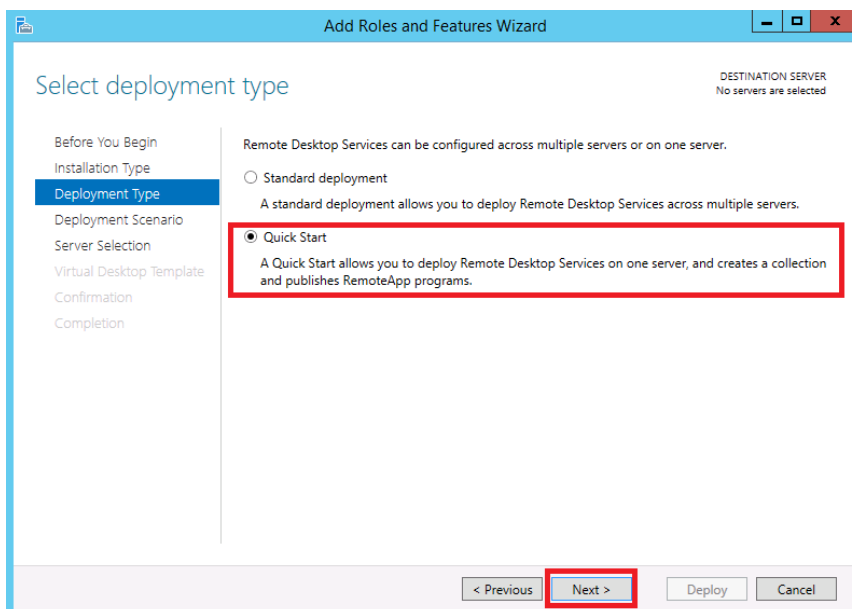 Add Roles and Features Wizard
Select deployment type
DESTINATION SERVER
No servers are selected
Before You Begin
Installation Type
Deployment Type
Deployment Scenario
Server Selection
Virtual Desktop Template
Confirmation
Completion
Remote Desktop Services can be configured across multiple servers or on one server.
Standard deployment
A standard deployment allows you to deploy Remote Desktop Services across multiple servers.
Quick Start
A Quick Start allows you to deploy Remote Desktop Services on one server, and creates a collection
and publishes RemoteApp programs.
< Previous
Next >
Deploy
Cancel